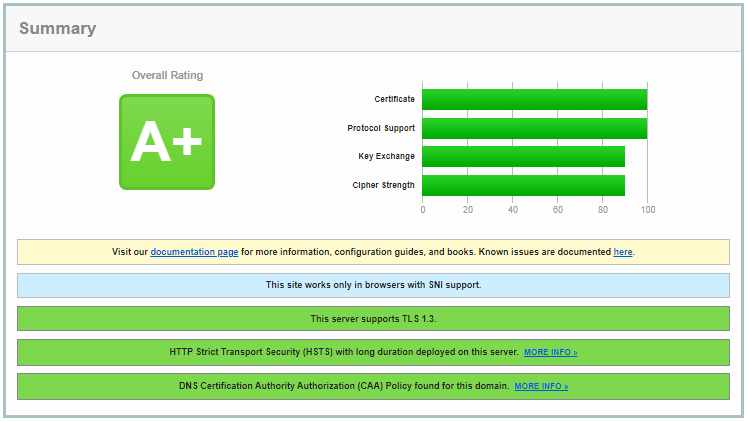 Summary
Overall Rating
A+
Certificate
Protocol Support
Key Exchange
Cipher Strength
0 20 40 60 80 100
Visit our documentation page for more information, configuration guides, and books. Known issues are documented here.
This site works only in browsers with SNI support.
This server supports TLS 1.3.
HTTP Strict Transport Security (HSTS) with long duration deployed on this server. MORE INFO »
DNS Certification Authority Authorization (CAA) Policy found for this domain. MORE INFO »